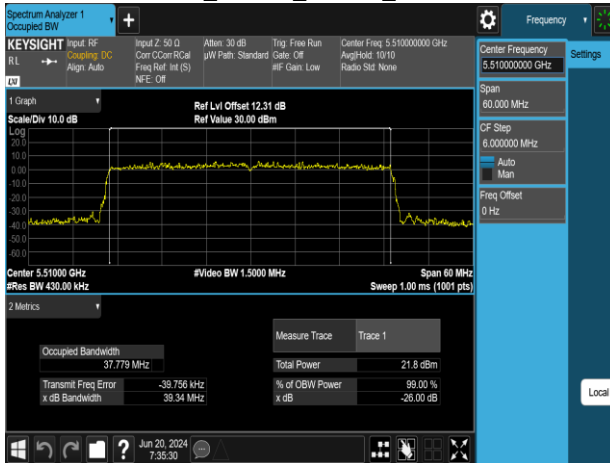 Spectrum Analyzer 1
Occupied BW
+
Frequency
KEYSIGHT
RL
LXI
Input: RF
Coupling: DC
Align: Auto
Input Z: 50 Ω
Corr CCorr RCal
Freq Ref: Int (S)
NFE: Off
Atten: 30 dB
µW Path: Standard
Trig: Free Run
Gate: Off
#IF Gain: Low
Center Freq: 5.510000000 GHz
Avg|Hold: 10/10
Radio Std: None
Center Frequency
5.510000000 GHz
Settings
Span
60.000 MHz
CF Step
6.000000 MHz
Auto
Man
Freq Offset
0 Hz
1 Graph
Scale/Div 10.0 dB
Ref Lvl Offset 12.31 dB
Ref Value 30.00 dBm
Log
20.0
10.0
0.00
-10.0
-20.0
-30.0
-40.0
-50.0
-60.0
Center 5.51000 GHz
#Video BW 1.5000 MHz
Span 60 MHz
#Res BW 430.00 kHz
Sweep 1.00 ms (1001 pts)
2 Metrics
Measure Trace
Trace 1
Occupied Bandwidth
37.779 MHz
Total Power
21.8 dBm
Transmit Freq Error
-39.756 kHz
% of OBW Power
99.00 %
x dB Bandwidth
39.34 MHz
x dB
-26.00 dB
Local
?
Jun 20, 2024
7:35:30